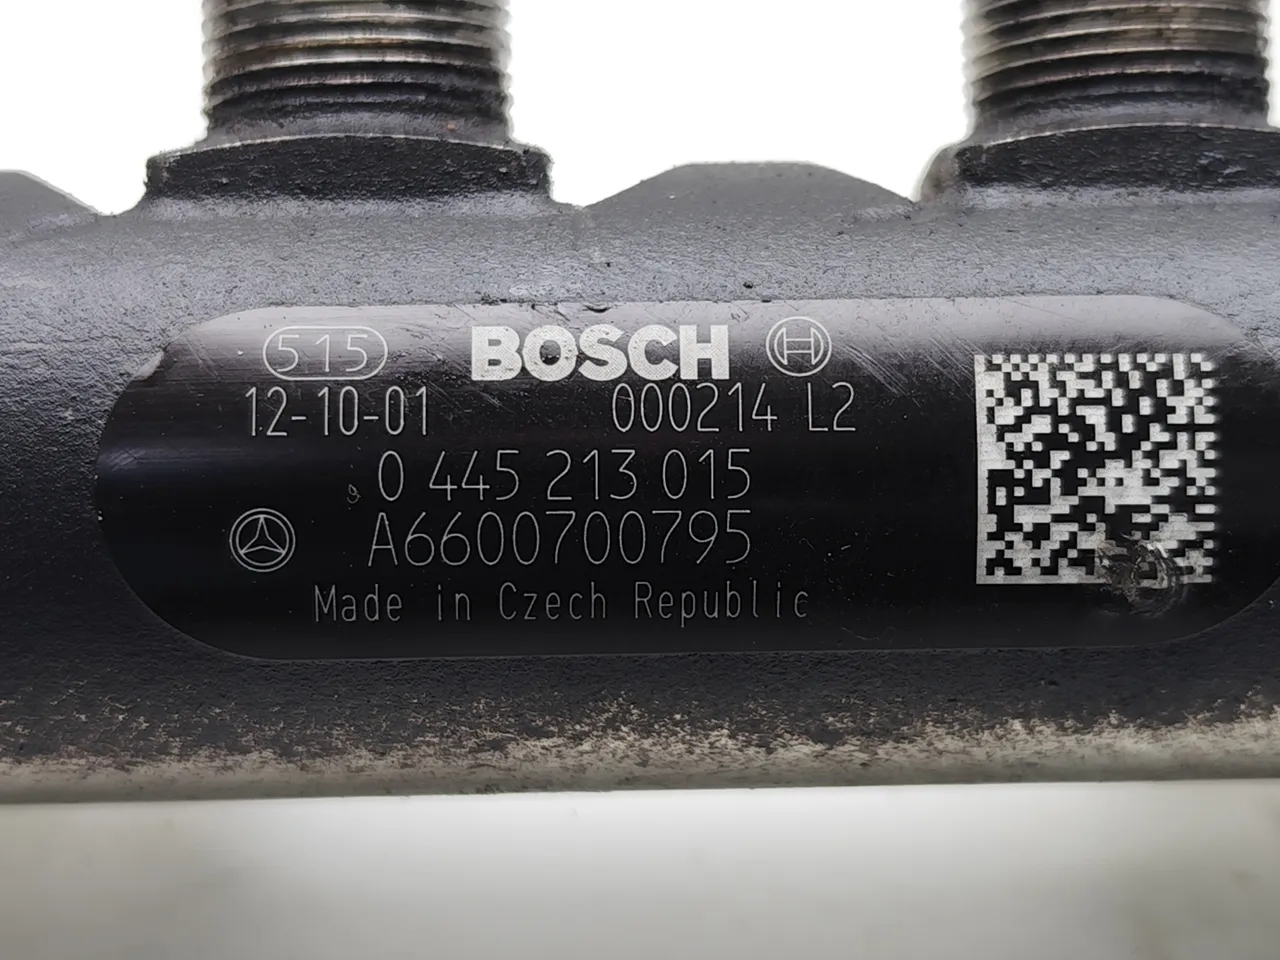 515 BOSCH
12-10-01 000214 L2
0 445 213 015
A6600700795
Made in Czech Republic